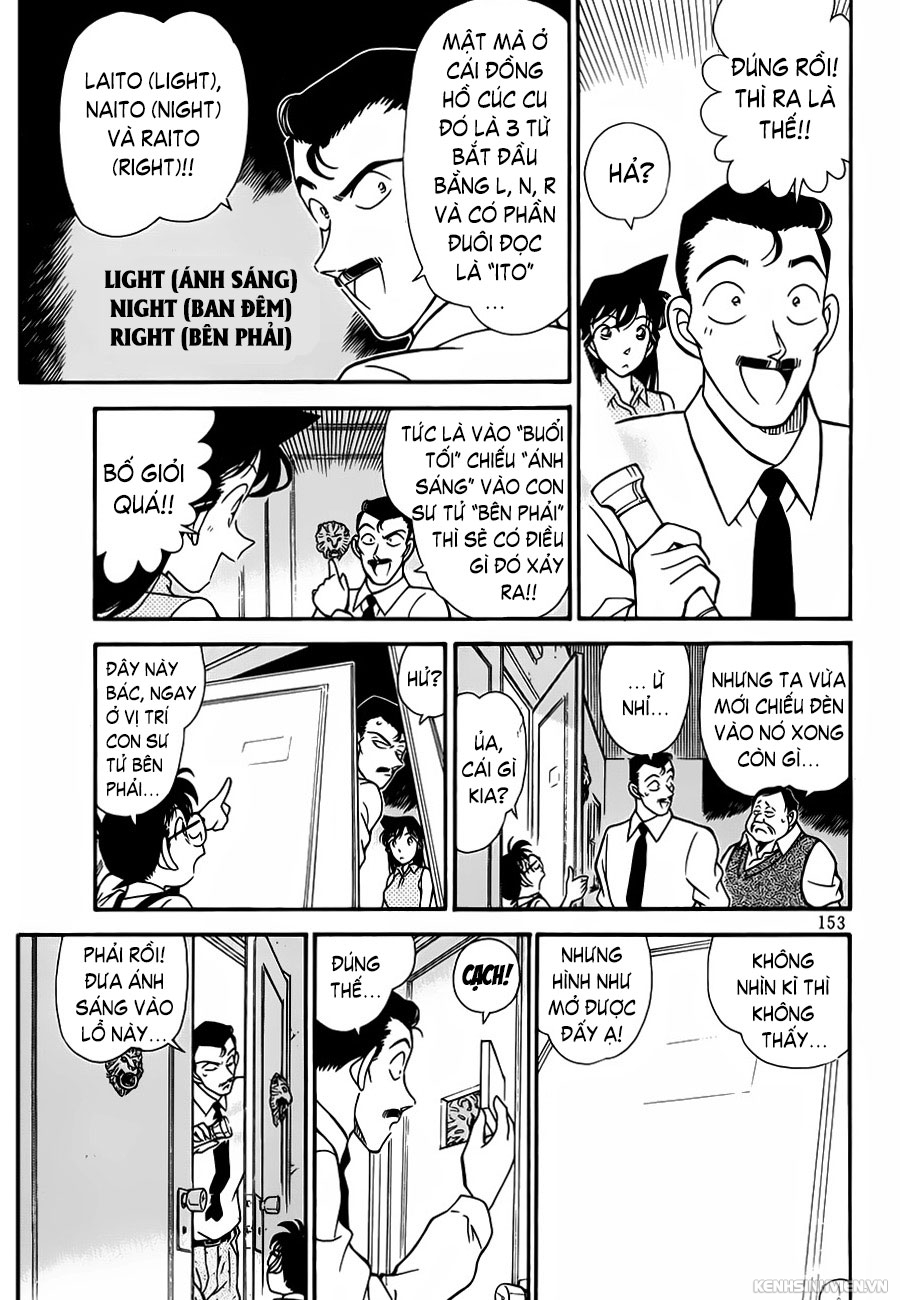 ĐÚNG RỒI!
THÌ RA LÀ
THẾ!!
HẢ?
MẬT MÃ Ở
CÁI ĐỒNG
HỒ CÚC CU
ĐÓ LÀ 3 TỪ
BẮT ĐẦU
BẰNG L, N, R
VÀ CÓ PHẦN
ĐUÔI ĐỌC
LÀ “ITO”
...
LAITO (LIGHT),
NAITO (NIGHT)
VÀ RAITO
(RIGHT)!!
LIGHT (ÁNH SÁNG)
NIGHT (BAN ĐÊM)
RIGHT (BÊN PHẢI)
TỨC LÀ VÀO “BUỔI
TỐI” CHIẾU “ÁNH
SÁNG” VÀO CON
SƯ TỬ “BÊN PHẢI”
THÌ SẼ CÓ ĐIỀU
GÌ ĐÓ XẢY
RA!!
BỐ GIỎI
QUÁ!!
NHƯNG TA VỪA
MỚI CHIẾU ĐÈN
VÀO NÓ XONG
CÒN GÌ...
...Ừ
NHỈ...
ỦA,
CÁI GÌ
KIA?
HỬ?
ĐÂY NÀY
BÁC, NGAY
Ở VỊ TRÍ
CON SƯ
TỬ BÊN
PHẢI...
153
KHÔNG
NHÌN KĨ THÌ
KHÔNG
THẤY...
NHƯNG
HÌNH NHƯ
MỞ ĐƯỢC
ĐẤY Ạ!
CẠCH!
ĐÚNG
THẾ...
PHẢI RỒI!
ĐƯA ÁNH
SÁNG VÀO
LỖ NÀY...
KENHSINHVIEN.VN